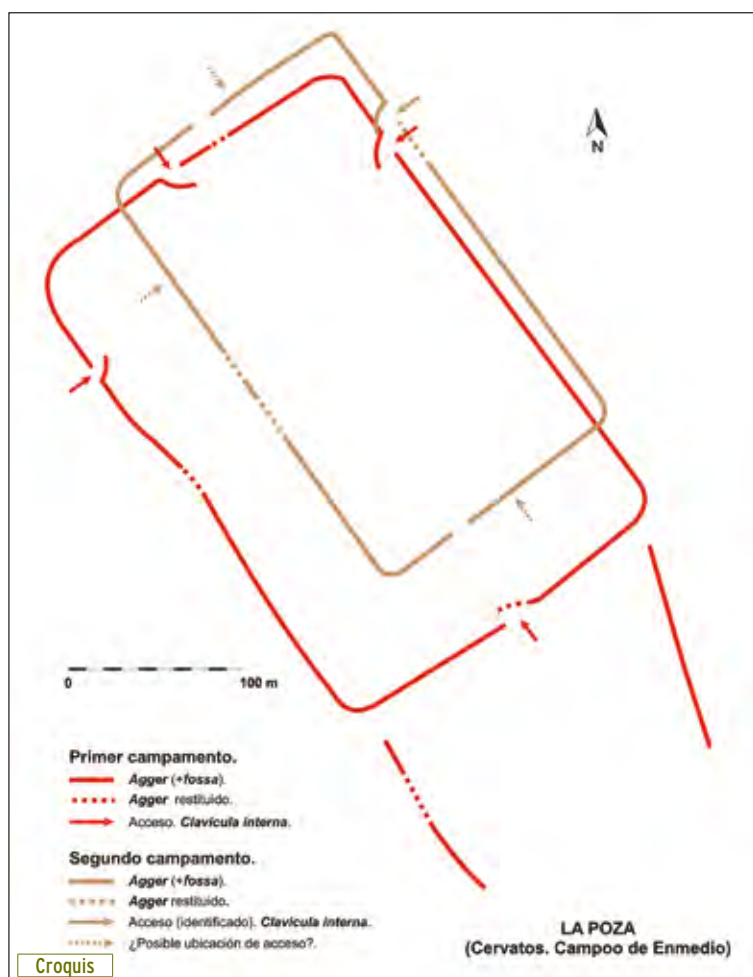 N
0 100 m
Primer campamento.
Agger (+fossa).
Agger restituido.
Acceso. Clavicula interna.
Segundo campamento.
Agger (+fossa).
Agger restituido.
Acceso (identificado). Clavicula interna.
¿Posible ubicación de acceso?.
LA POZA
(Cervatos. Campoo de Enmedio)
Croquis